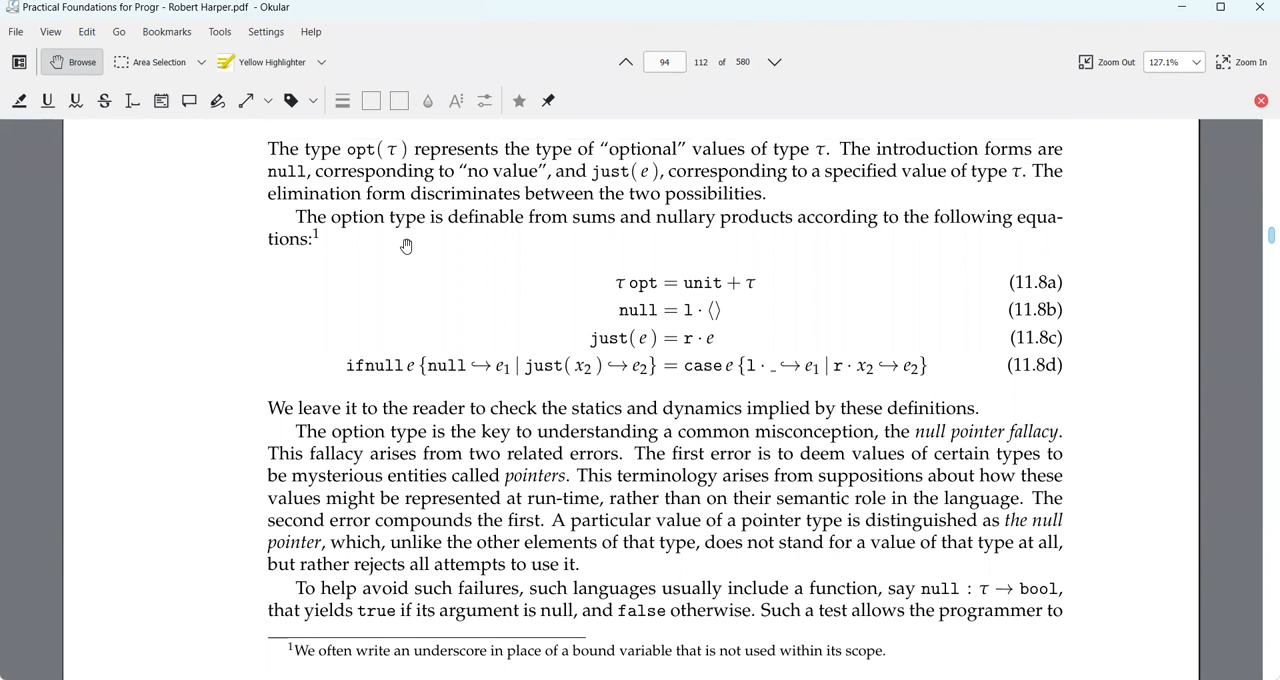 Practical Foundations for Progr - Robert Harper.pdf - Okular
File View Edit Go Bookmarks Tools Settings Help
Browse Area Selection Yellow Highlighter 94 112 of 580 Zoom Out 127.1% Zoom In
The type opt(τ) represents the type of “optional” values of type τ. The introduction forms are
null, corresponding to “no value”, and just(e), corresponding to a specified value of type τ. The
elimination form discriminates between the two possibilities.
The option type is definable from sums and nullary products according to the following equa-
tions:¹
τ opt = unit + τ (11.8a)
null = l · ⟨⟩ (11.8b)
just(e) = r · e (11.8c)
ifnull e {null ↪ e₁ | just(x₂) ↪ e₂} = case e {l · _ ↪ e₁ | r · x₂ ↪ e₂} (11.8d)
We leave it to the reader to check the statics and dynamics implied by these definitions.
The option type is the key to understanding a common misconception, the null pointer fallacy.
This fallacy arises from two related errors. The first error is to deem values of certain types to
be mysterious entities called pointers. This terminology arises from suppositions about how these
values might be represented at run-time, rather than on their semantic role in the language. The
second error compounds the first. A particular value of a pointer type is distinguished as the null
pointer, which, unlike the other elements of that type, does not stand for a value of that type at all,
but rather rejects all attempts to use it.
To help avoid such failures, such languages usually include a function, say null : τ → bool,
that yields true if its argument is null, and false otherwise. Such a test allows the programmer to
¹We often write an underscore in place of a bound variable that is not used within its scope.